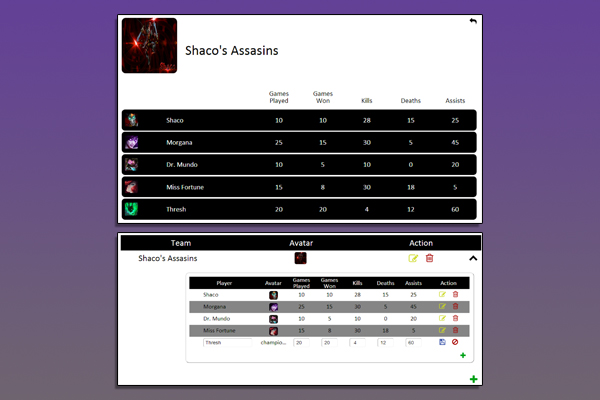 Shaco's Assasins
Games Played Games Won Kills Deaths Assists
Shaco 10 10 28 15 25
Morgana 25 15 30 5 45
Dr. Mundo 10 5 10 0 20
Miss Fortune 15 8 30 18 5
Thresh 20 20 4 12 60
Team Avatar Action
Shaco's Assasins
Player Avatar Games Played Games Won Kills Deaths Assists Action
Shaco 10 10 28 15 25
Morgana 25 15 30 5 45
Dr. Mundo 10 5 10 0 20
Miss Fortune 15 8 30 18 5
Thresh champio... 20 20 4 12 60